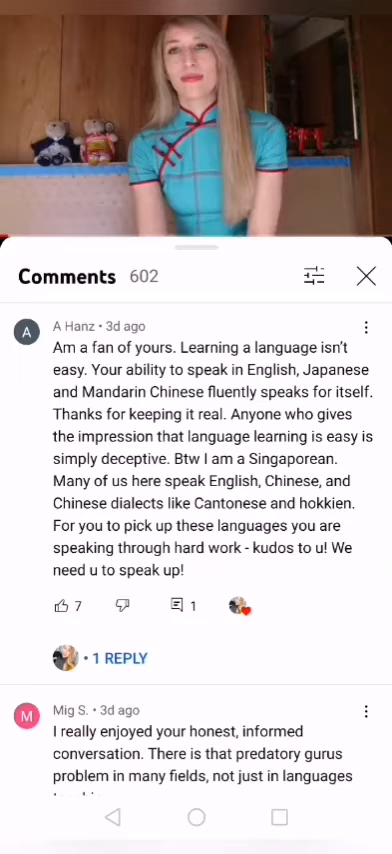 Comments 602
A Hanz • 3d ago
A
Am a fan of yours. Learning a language isn't
easy. Your ability to speak in English, Japanese
and Mandarin Chinese fluently speaks for itself.
Thanks for keeping it real. Anyone who gives
the impression that language learning is easy is
simply deceptive. Btw I am a Singaporean.
Many of us here speak English, Chinese, and
Chinese dialects like Cantonese and hokkien.
For you to pick up these languages you are
speaking through hard work - kudos to u! We
need u to speak up!
7 1
• 1 REPLY
Mig S. • 3d ago
M
I really enjoyed your honest, informed
conversation. There is that predatory gurus
problem in many fields, not just in languages